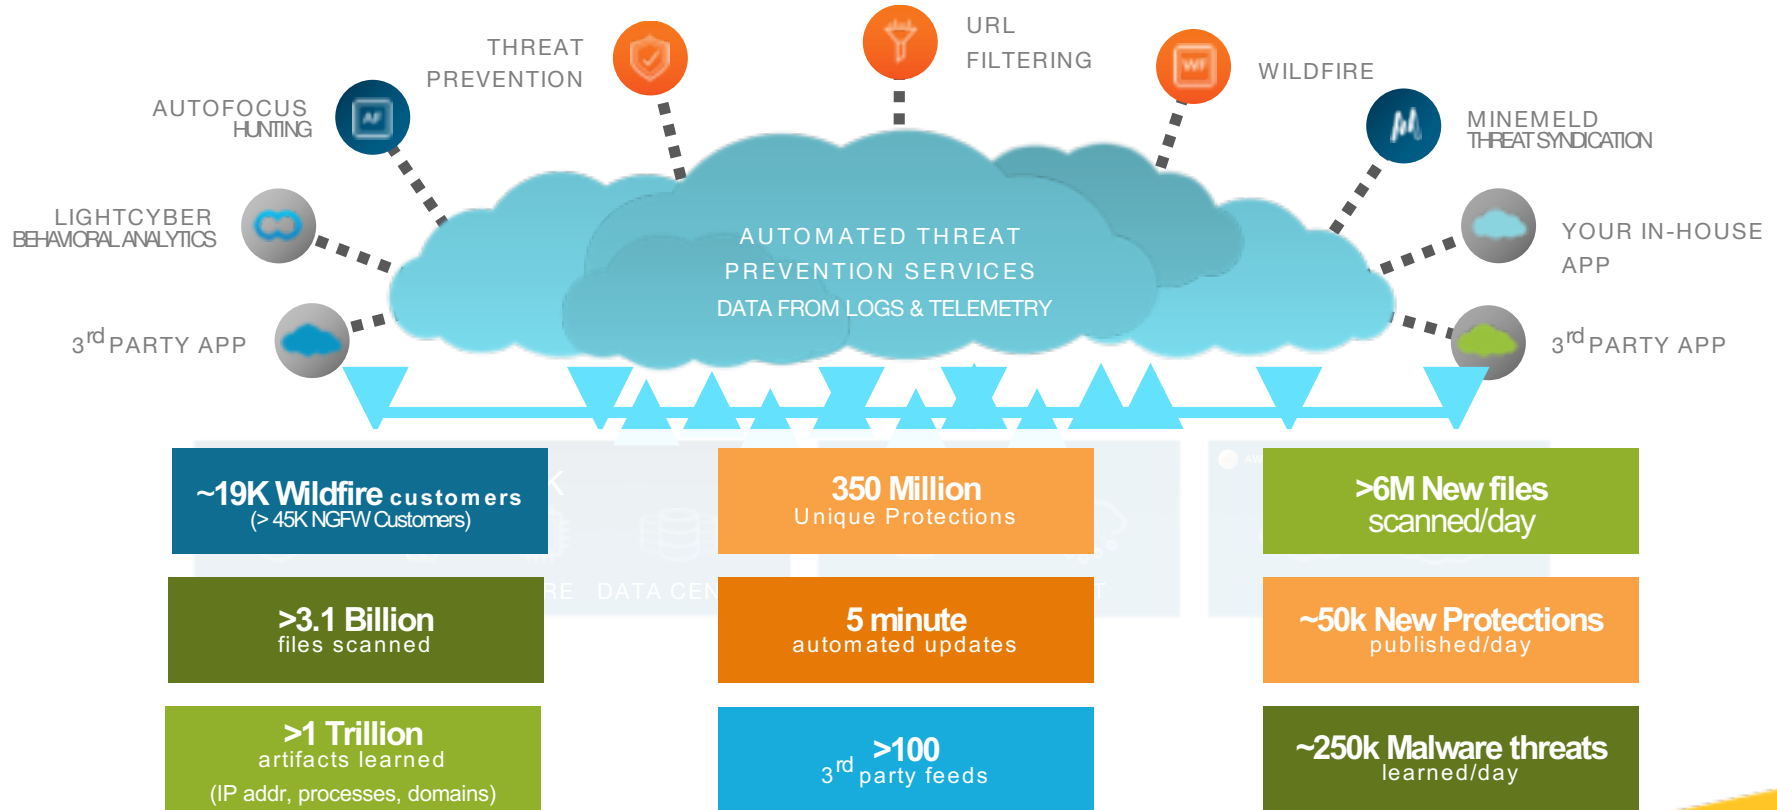 URL
FILTERING
THREAT
PREVENTION
WILDFIRE
WF
AUTOFOCUS
HUNTING
AF
MINEMELD
THREAT SYNDICATION
LIGHTCYBER
BEHAVIORAL ANALYTICS
YOUR IN-HOUSE
APP
AUTOMATED THREAT
PREVENTION SERVICES
DATA FROM LOGS & TELEMETRY
3rd PARTY APP
3rd PARTY APP
~19K Wildfire customers
(> 45K NGFW Customers)
350 Million
Unique Protections
>6M New files
scanned/day
DATA CEN
>3.1 Billion
files scanned
5 minute
automated updates
~50k New Protections
published/day
>1 Trillion
artifacts learned
(IP addr, processes, domains)
>100
3rd party feeds
~250k Malware threats
learned/day